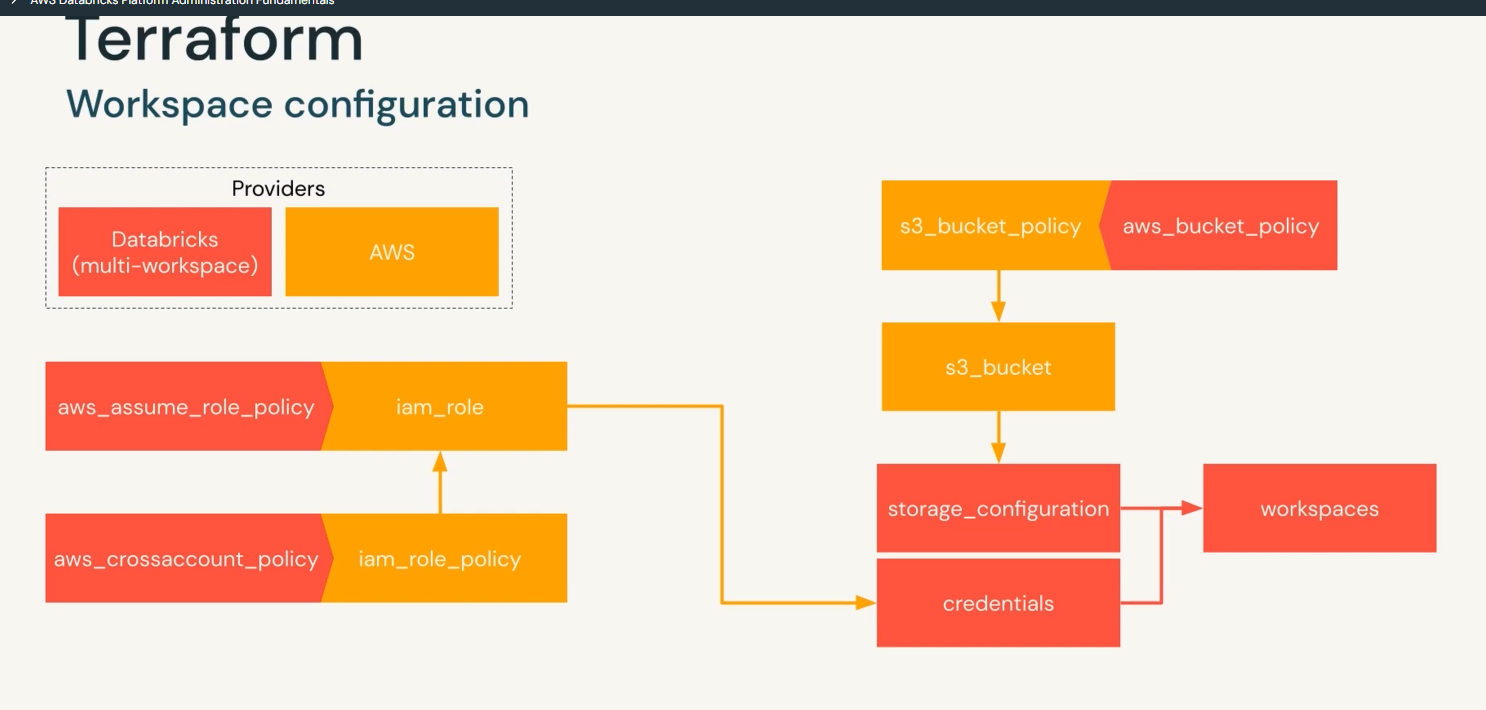 AWS Databricks Platform Administration Fundamentals
Terraform
Workspace configuration
Providers
Databricks
(multi-workspace)
AWS
s3_bucket_policy
aws_bucket_policy
s3_bucket
aws_assume_role_policy
iam_role
storage_configuration
workspaces
aws_crossaccount_policy
iam_role_policy
credentials